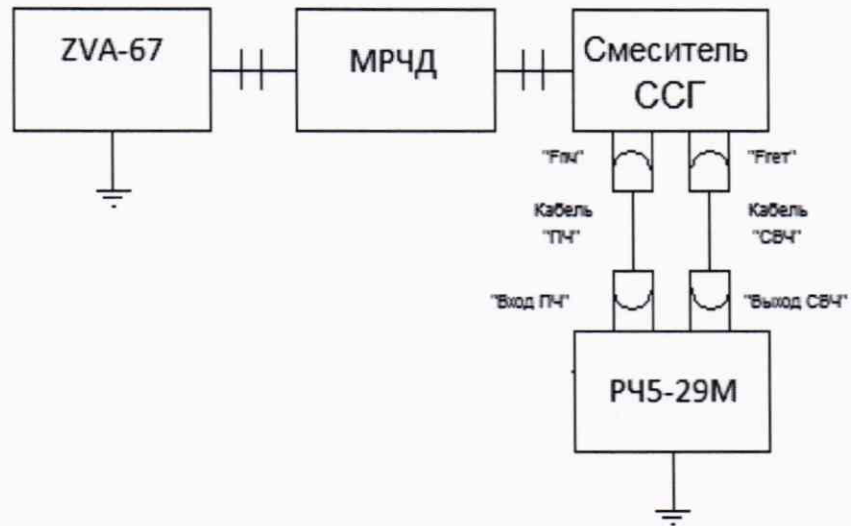 ZVA-67
МРЧД
Смеситель
ССГ
"Fпч"
"Fгет"
Кабель
"ПЧ"
Кабель
"СВЧ"
"Вход ПЧ"
"Выход СВЧ"
РЧ5-29М